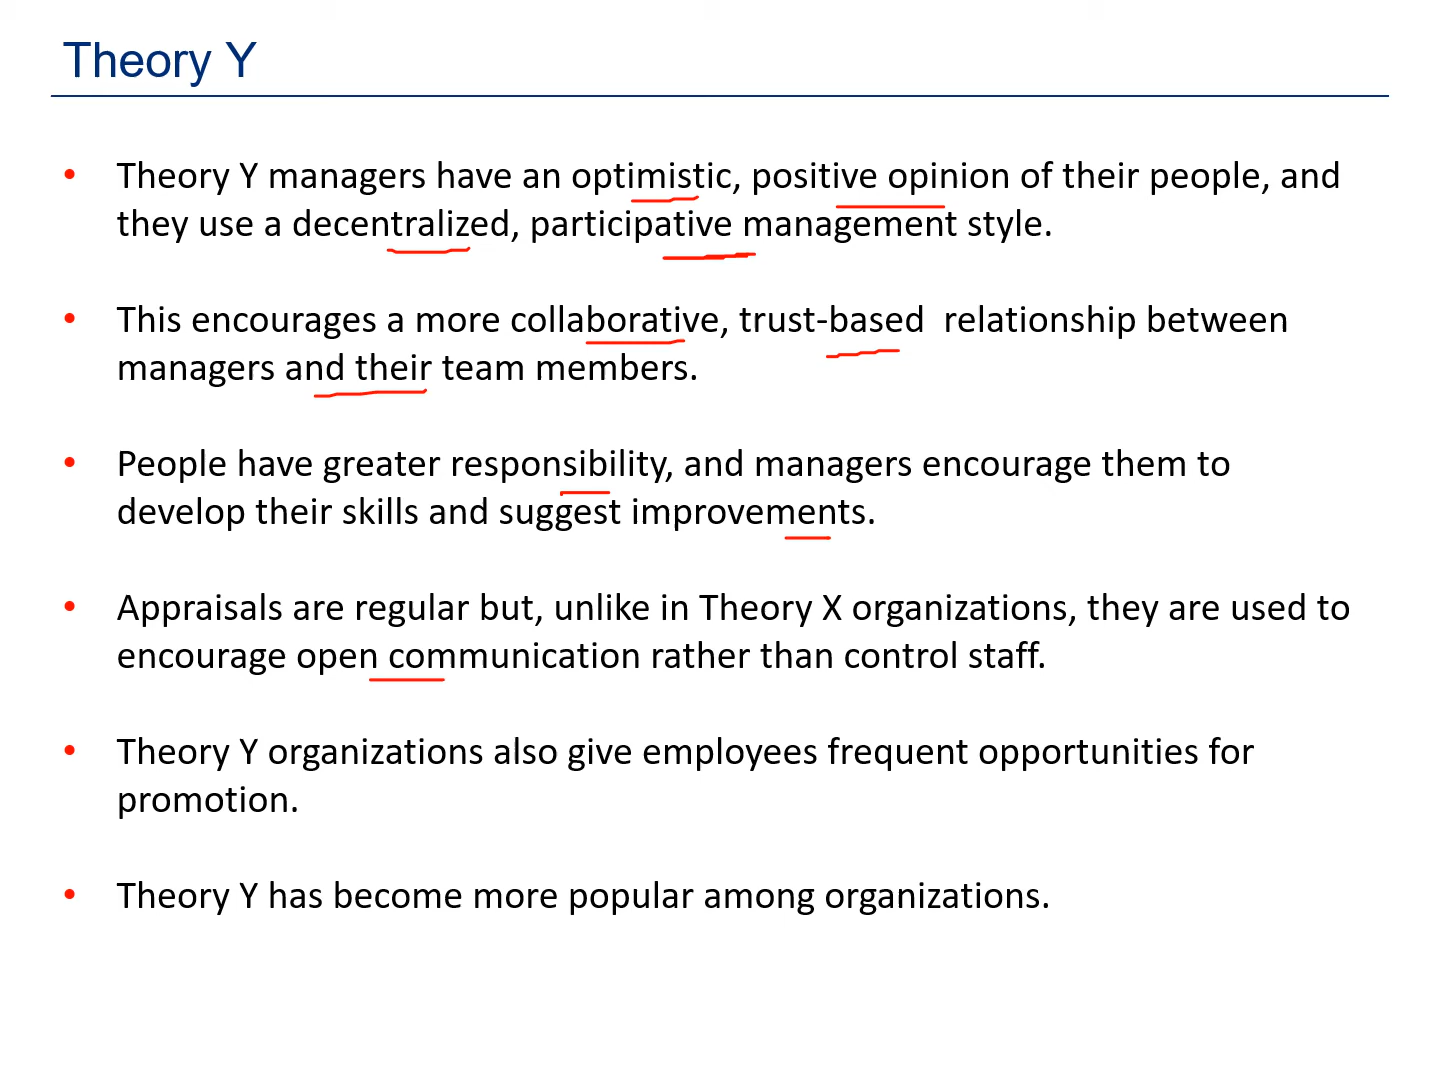 Theory Y
• Theory Y managers have an optimistic, positive opinion of their people, and
they use a decentralized, participative management style.
• This encourages a more collaborative, trust-based relationship between
managers and their team members.
• People have greater responsibility, and managers encourage them to
develop their skills and suggest improvements.
• Appraisals are regular but, unlike in Theory X organizations, they are used to
encourage open communication rather than control staff.
• Theory Y organizations also give employees frequent opportunities for
promotion.
• Theory Y has become more popular among organizations.